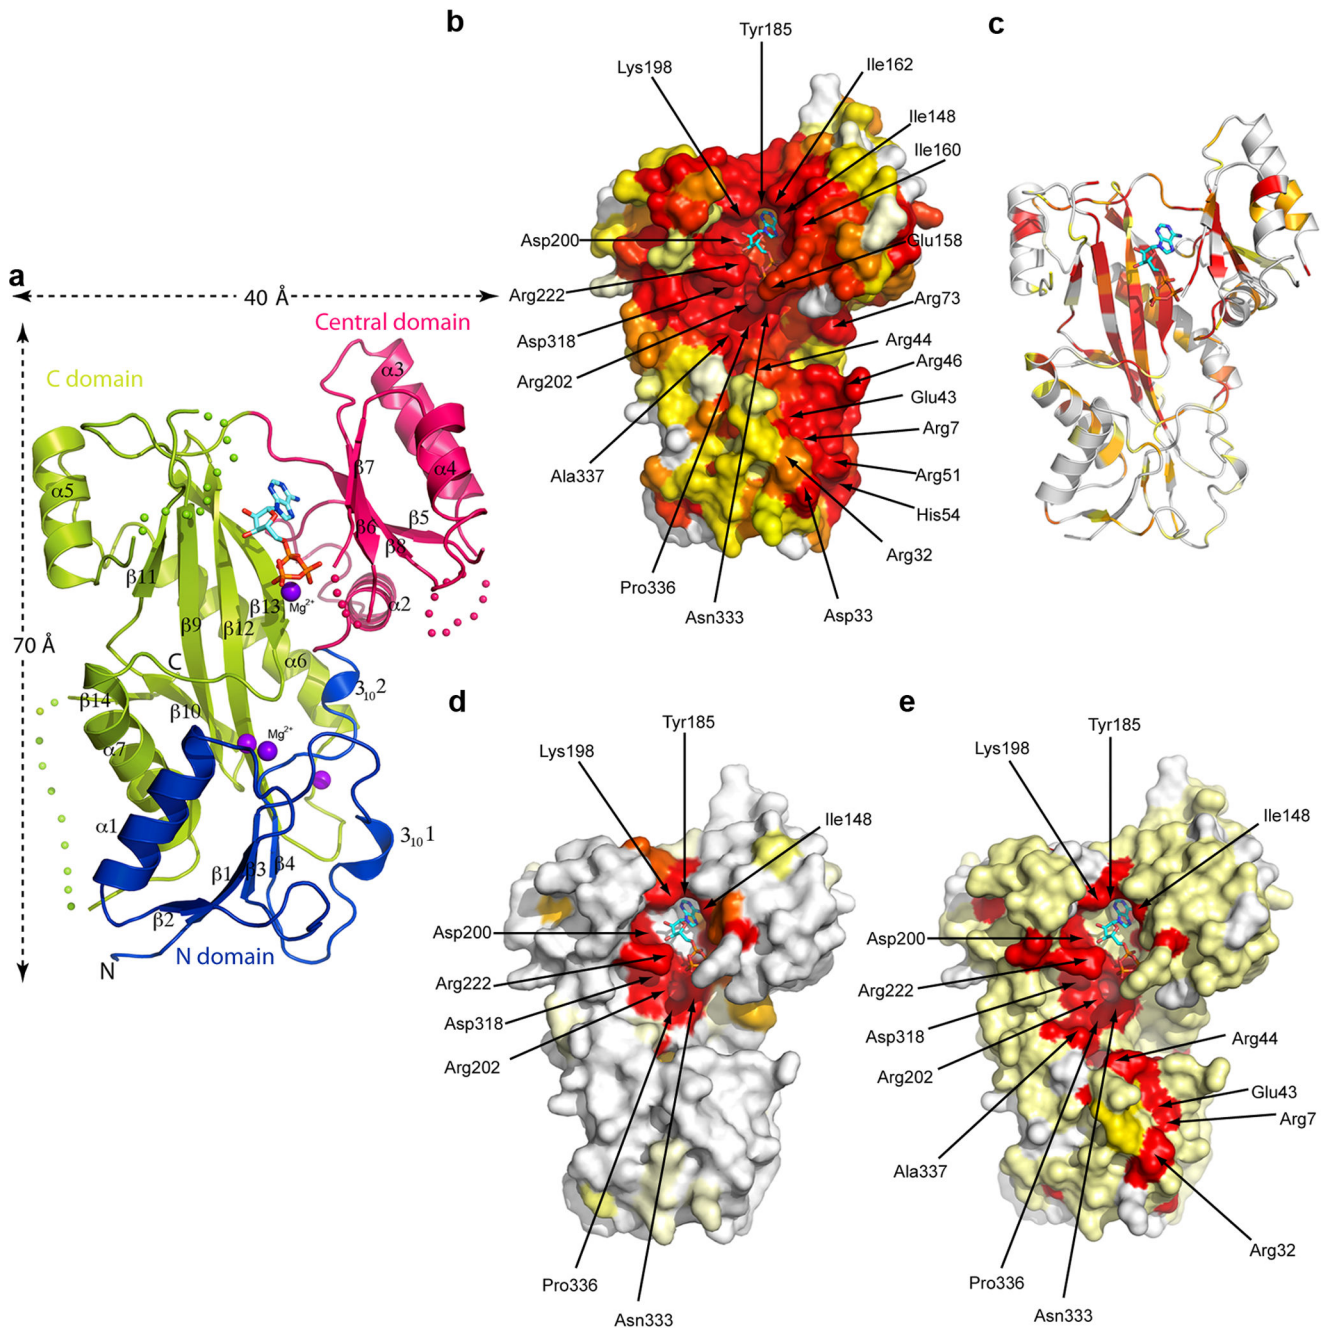 a
40 Å
70 Å
Central domain
C domain
α3
α4
α5
β7
β5
β6
β8
β11
β13
Mg²⁺
α2
β9
β12
C
α6
3₁₀2
β14
β10
Mg²⁺
α7
α1
3₁₀1
β1
β3
β4
β2
N domain
N
b
Tyr185
Lys198
Ile162
Ile148
Ile160
Asp200
Glu158
Arg222
Arg73
Asp318
Arg44
Arg46
Arg202
Glu43
Arg7
Ala337
Arg51
His54
Arg32
Pro336
Asn333
Asp33
c
d
Tyr185
Lys198
Ile148
Asp200
Arg222
Asp318
Arg202
Pro336
Asn333
e
Tyr185
Lys198
Ile148
Asp200
Arg222
Asp318
Arg44
Arg202
Glu43
Arg7
Ala337
Arg32
Pro336
Asn333